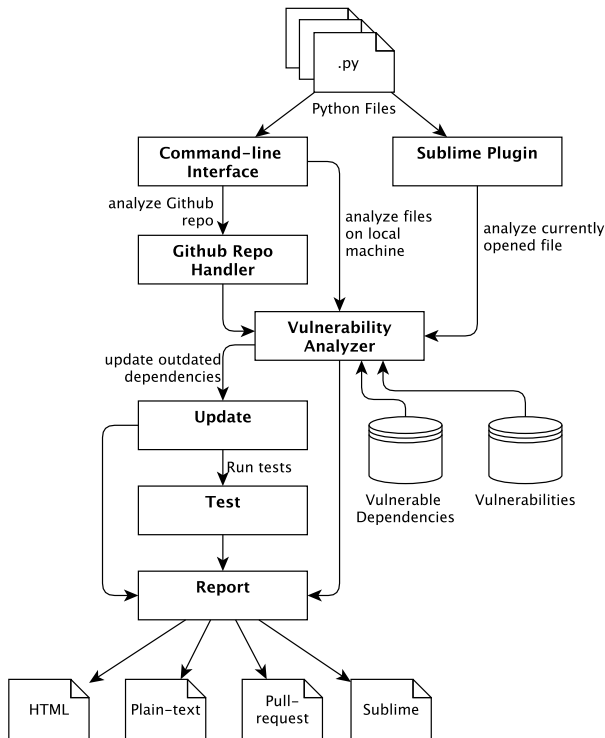 .py
Python Files
Command-line
Interface
Sublime Plugin
analyze Github
repo
analyze files
on local
machine
analyze currently
opened file
Github Repo
Handler
Vulnerability
Analyzer
update outdated
dependencies
Update
Run tests
Vulnerable
Dependencies
Vulnerabilities
Test
Report
HTML
Plain-text
Pull-
request
Sublime